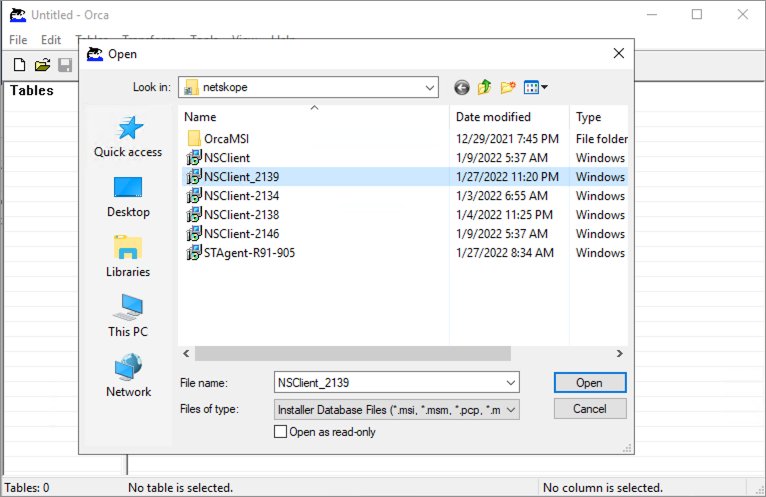 Untitled - Orca
File Edit Tables Transform Tools View Help
Open
Look in: netskope
Tables
Name Date modified Type
OrcaMSI 12/29/2021 7:45 PM File folder
NSClient 1/9/2022 5:37 AM Windows
NSClient_2139 1/27/2022 11:20 PM Windows
NSClient-2134 1/3/2022 6:55 AM Windows
NSClient-2138 1/4/2022 11:25 PM Windows
NSClient-2146 1/9/2022 5:37 AM Windows
STAgent-R91-905 1/27/2022 8:34 AM Windows
Quick access
Desktop
Libraries
This PC
Network
File name: NSClient_2139 Open
Files of type: Installer Database Files (*.msi, *.msm, *.pcp, *.m Cancel
Open as read-only
Tables: 0 No table is selected. No column is selected.